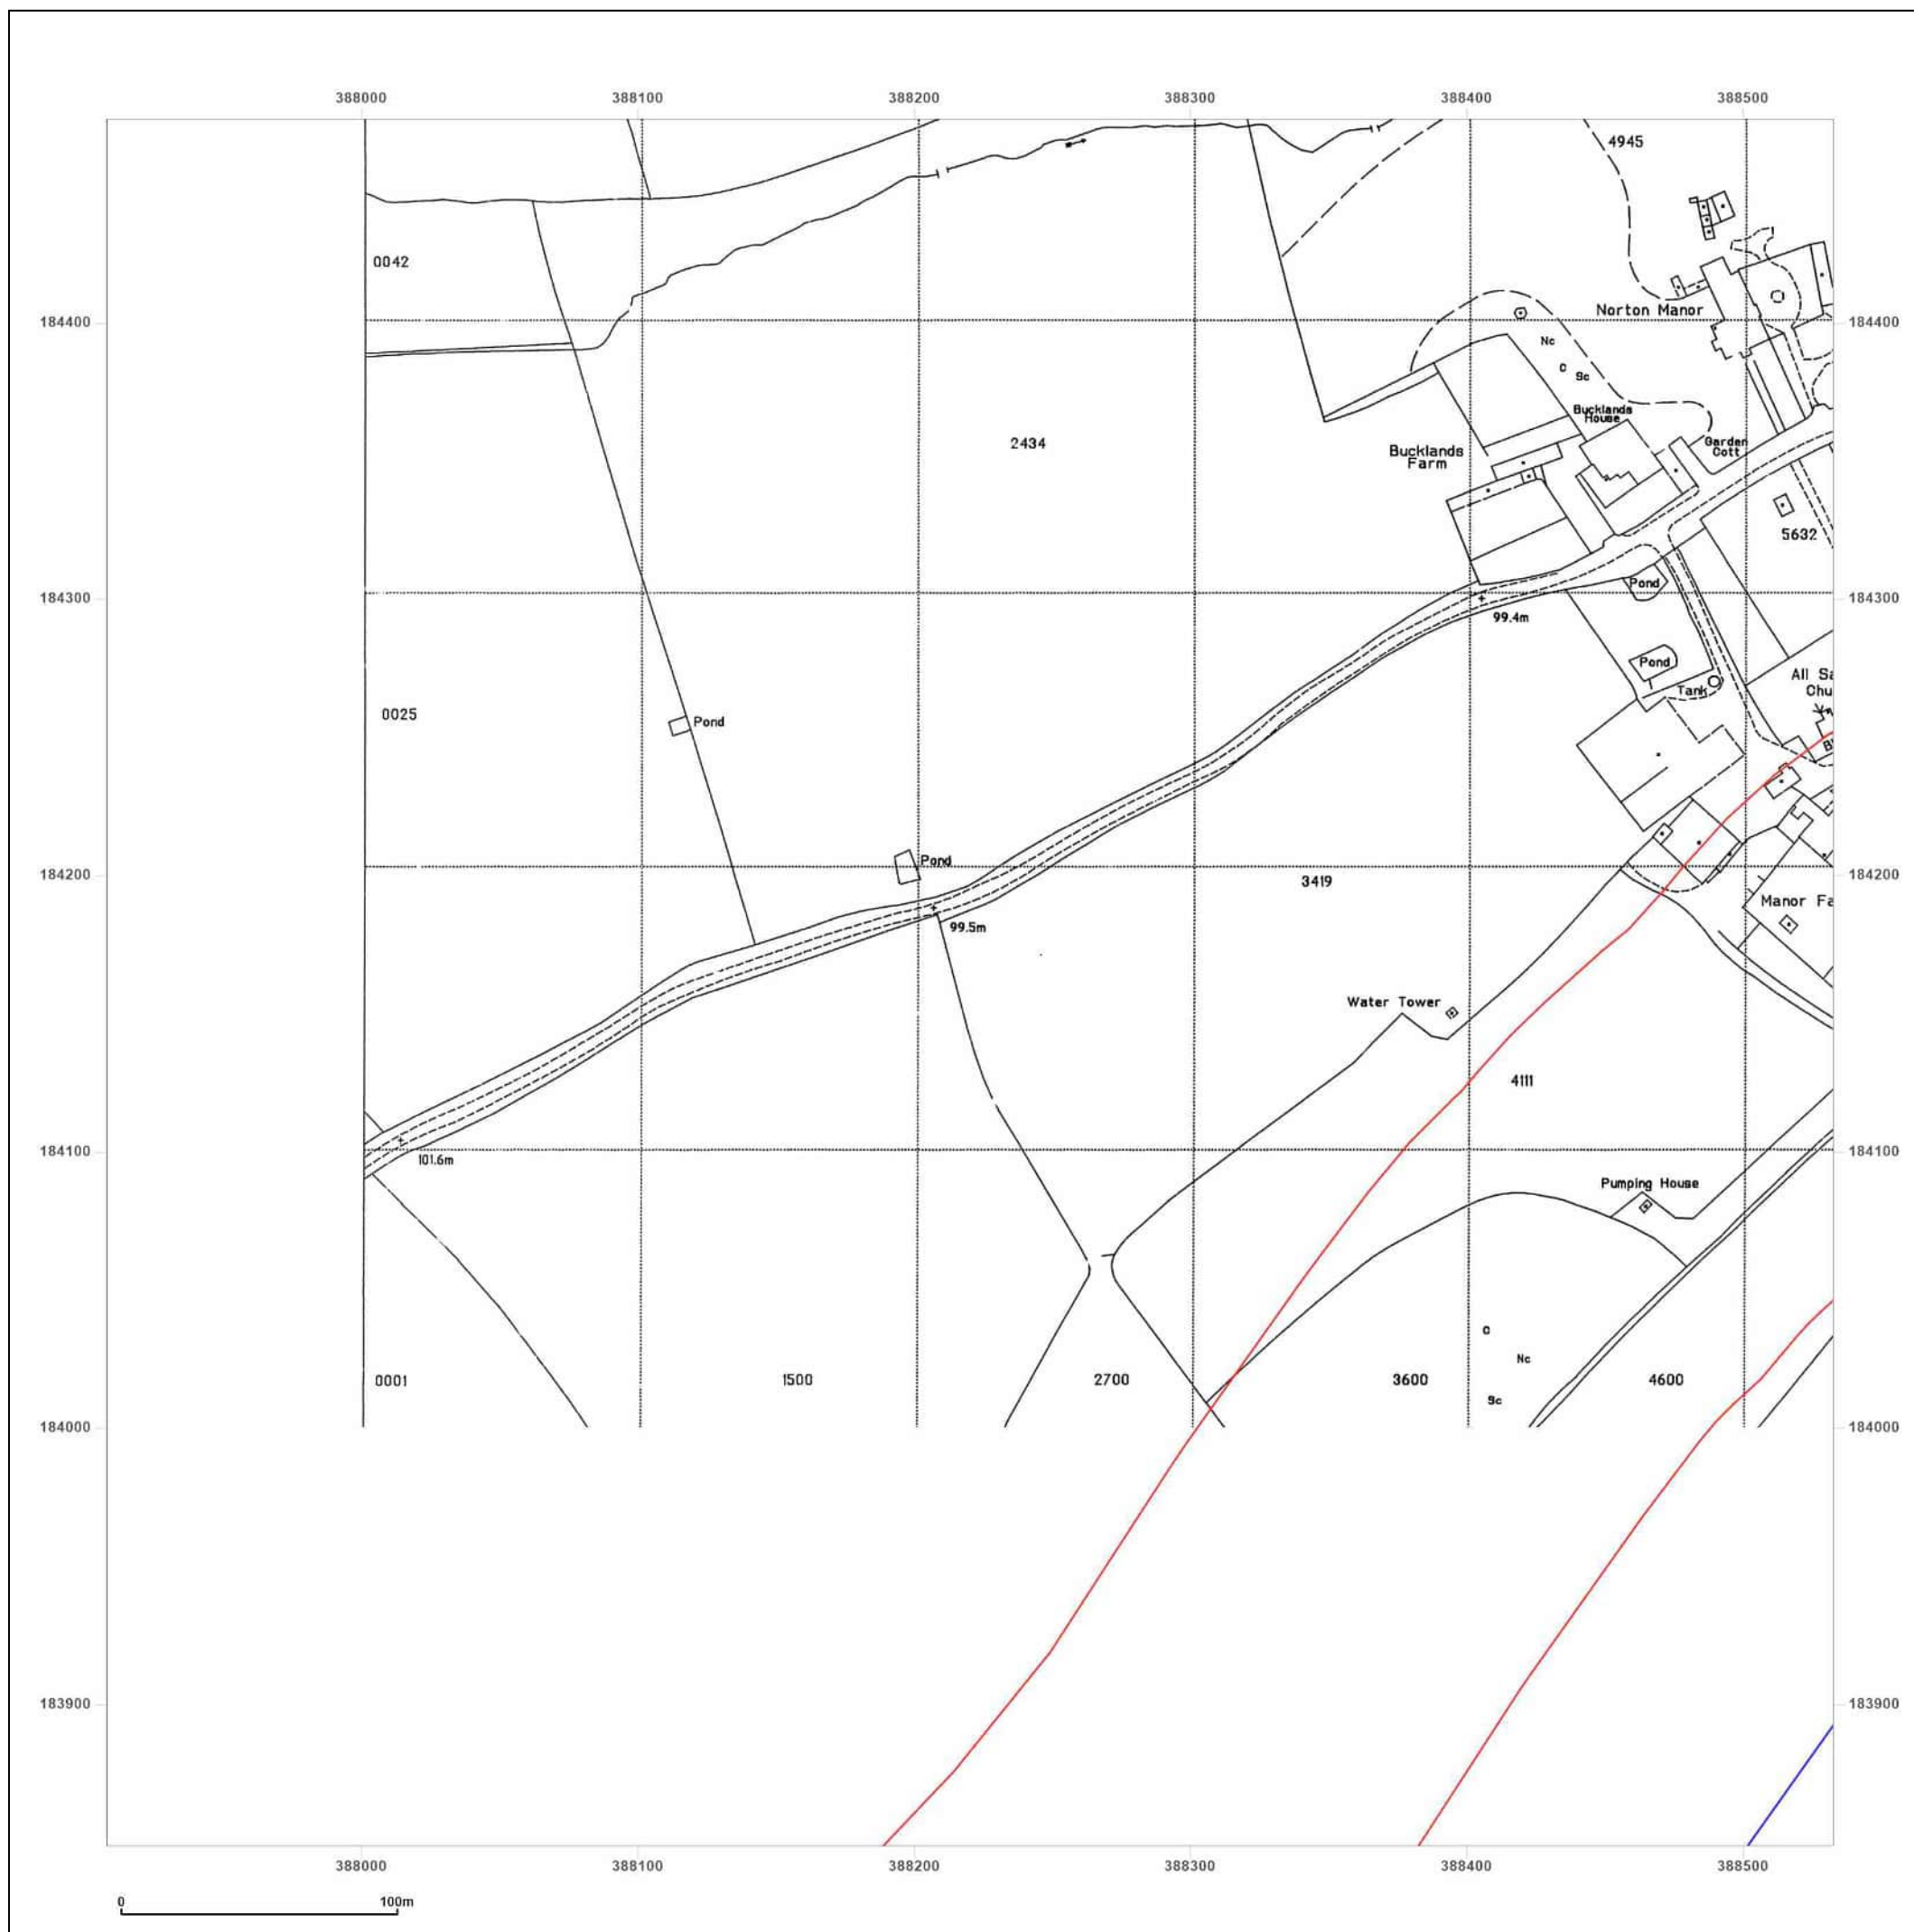 388000 388100 388200 388300 388400 388500
4945
0042
Norton Manor
184400 184400
Nc
C
Sc
Bucklands
House
2434
Garden
Cott
Bucklands
Farm
5632
Pond
184300 184300
99.4m
Pond
All Sa
Chu
Tank
0025
Pond
B
Pond
184200 184200
3419
Manor Fa
99.5m
Water Tower
4111
184100 184100
101.6m
Pumping House
C
Nc
0001 1500 2700 3600 4600
Sc
184000 184000
183900 183900
388000 388100 388200 388300 388400 388500
0 100m